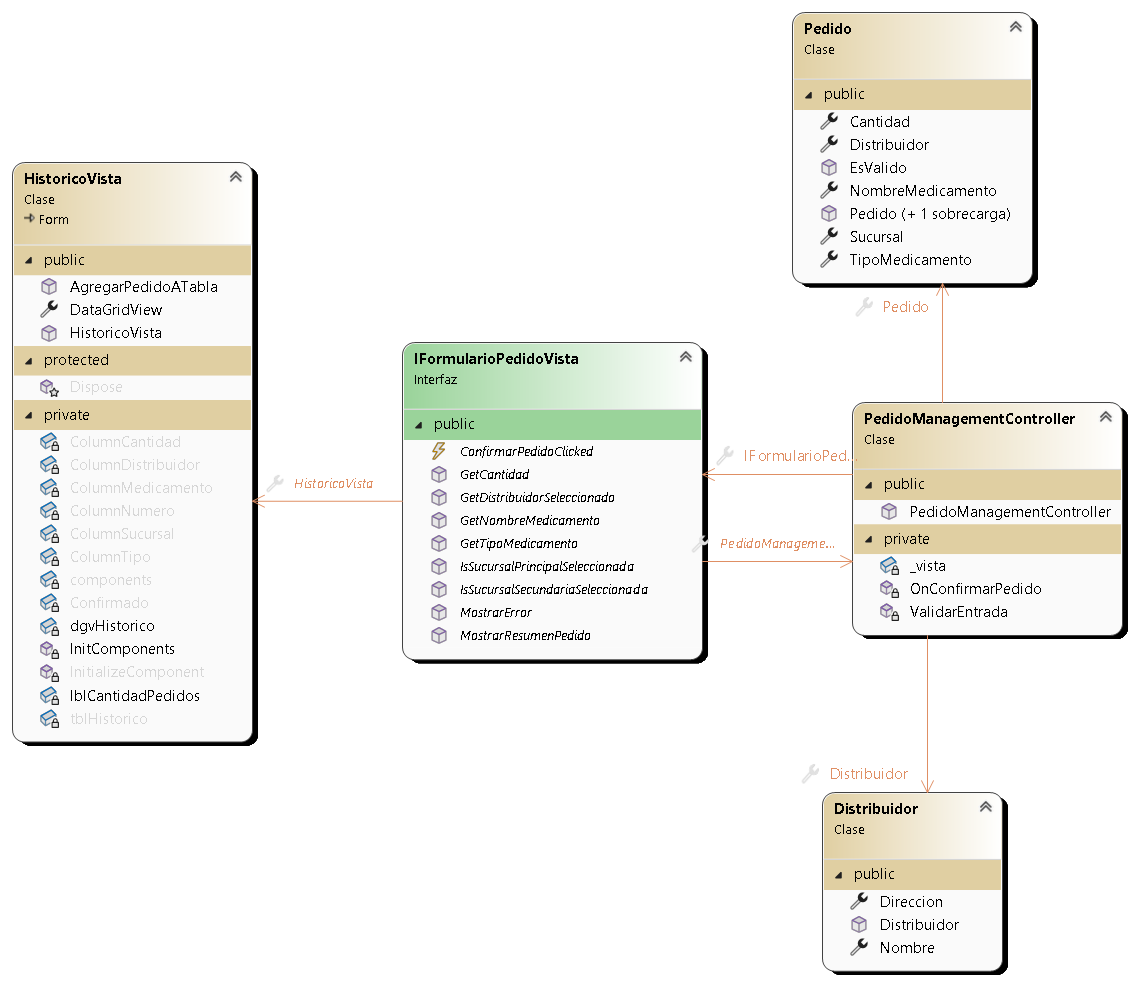 Pedido
Clase
public
Cantidad
Distribuidor
EsValido
NombreMedicamento
Pedido (+ 1 sobrecarga)
Sucursal
TipoMedicamento
HistoricoVista
Clase
Form
public
AgregarPedidoATabla
DataGridView
HistoricoVista
protected
Dispose
private
ColumnCantidad
ColumnDistribuidor
ColumnMedicamento
ColumnNumero
ColumnSucursal
ColumnTipo
components
Confirmado
dgvHistorico
InitComponents
InitializeComponent
lblCantidadPedidos
tblHistorico
HistoricoVista
IFormularioPedidoVista
Interfaz
public
ConfirmarPedidoClicked
GetCantidad
GetDistribuidorSeleccionado
GetNombreMedicamento
GetTipoMedicamento
IsSucursalPrincipalSeleccionada
IsSucursalSecundariaSeleccionada
MostrarError
MostrarResumenPedido
Pedido
IFormularioPed...
PedidoManageme...
PedidoManagementController
Clase
public
PedidoManagementController
private
_vista
OnConfirmarPedido
ValidarEntrada
Distribuidor
Distribuidor
Clase
public
Direccion
Distribuidor
Nombre